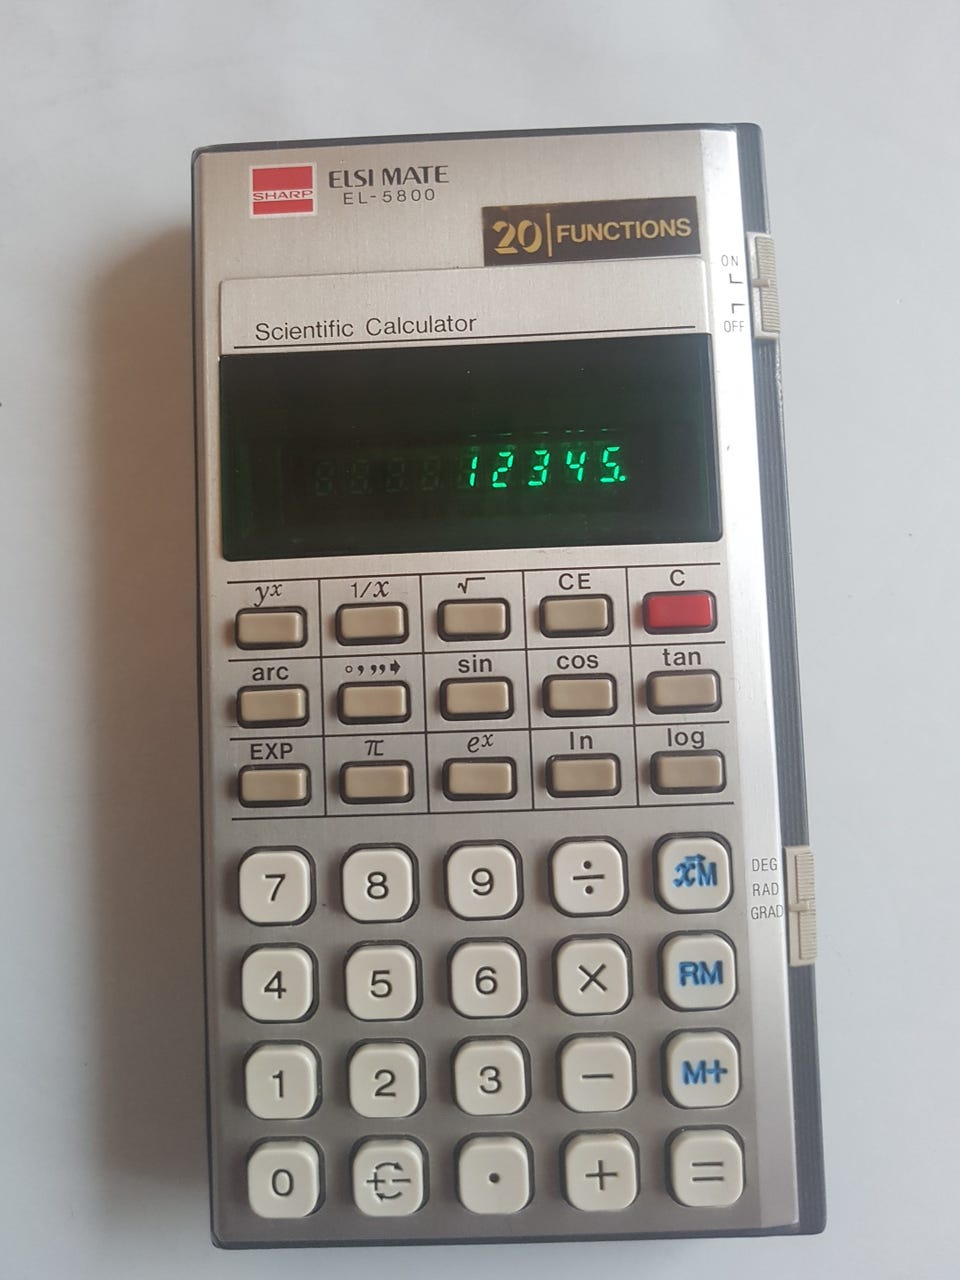 SHARP
ELSI MATE
EL-5800
20 | FUNCTIONS
ON
OFF
Scientific Calculator
12345.
yˣ 1/x √ CE C
arc °,,,➡ sin cos tan
EXP π eˣ ln log
7 8 9 ÷ x→M
DEG
RAD
GRAD
4 5 6 × RM
1 2 3 − M+
0 +⇄− • + =